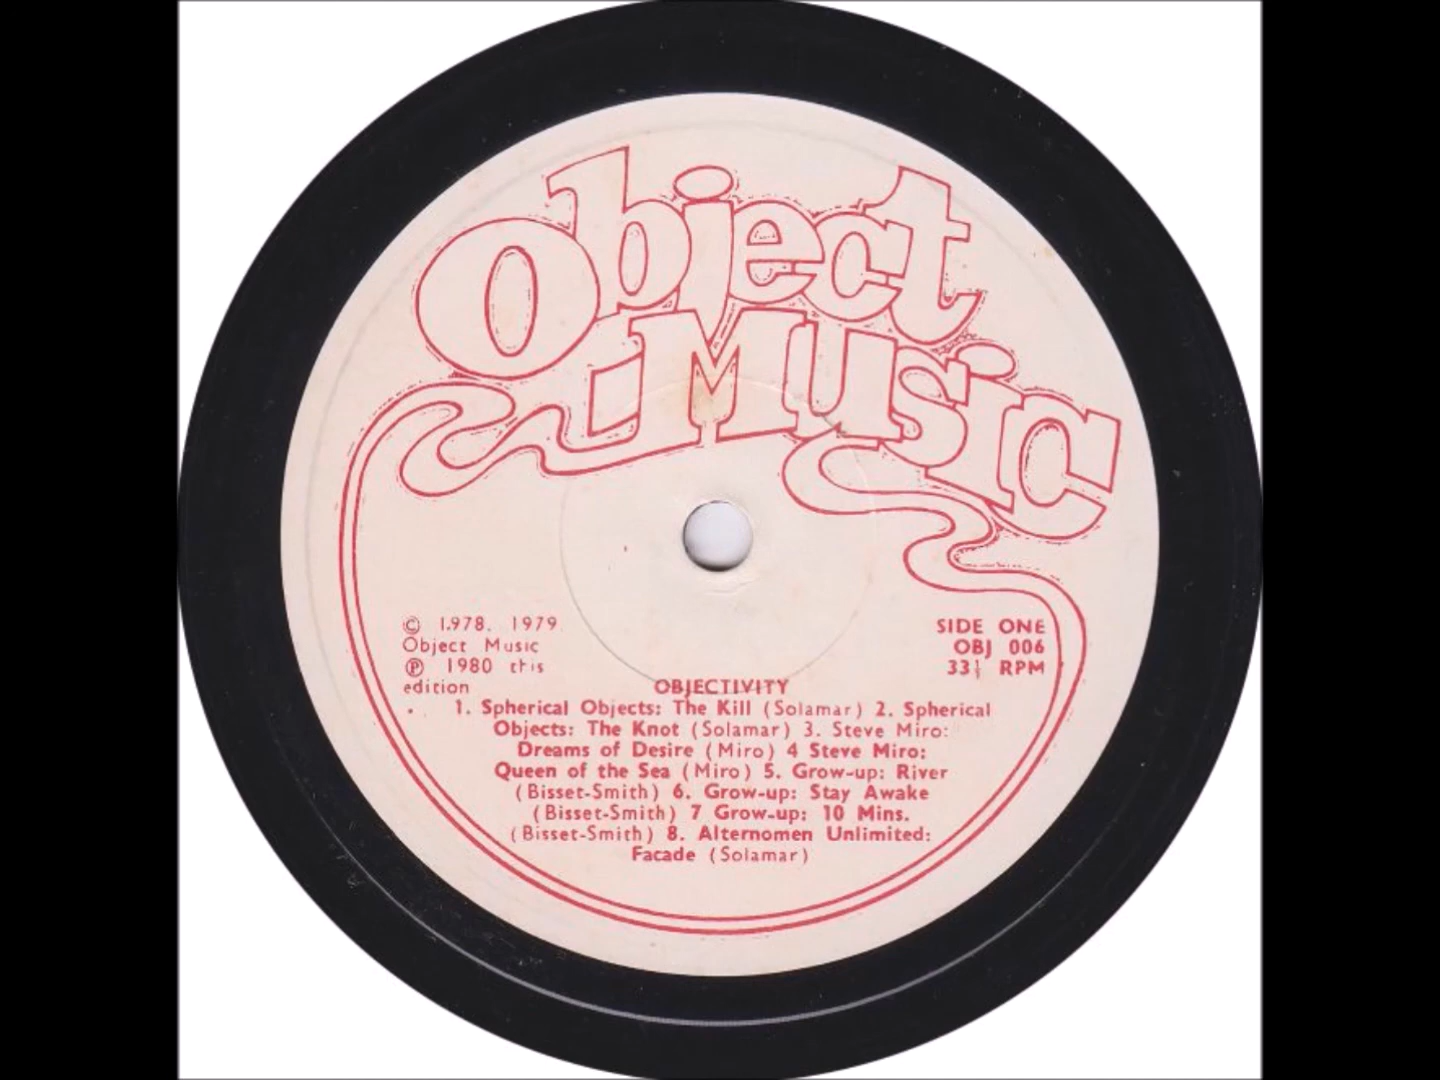 Object
Music
© 1978, 1979
Object Music
℗ 1980 this
edition
SIDE ONE
OBJ 006
33⅓ RPM
OBJECTIVITY
1. Spherical Objects: The Kill (Solamar) 2. Spherical
Objects: The Knot (Solamar) 3. Steve Miro:
Dreams of Desire (Miro) 4 Steve Miro:
Queen of the Sea (Miro) 5. Grow-up: River
(Bisset-Smith) 6. Grow-up: Stay Awake
(Bisset-Smith) 7 Grow-up: 10 Mins.
(Bisset-Smith) 8. Alternomen Unlimited:
Facade (Solamar)